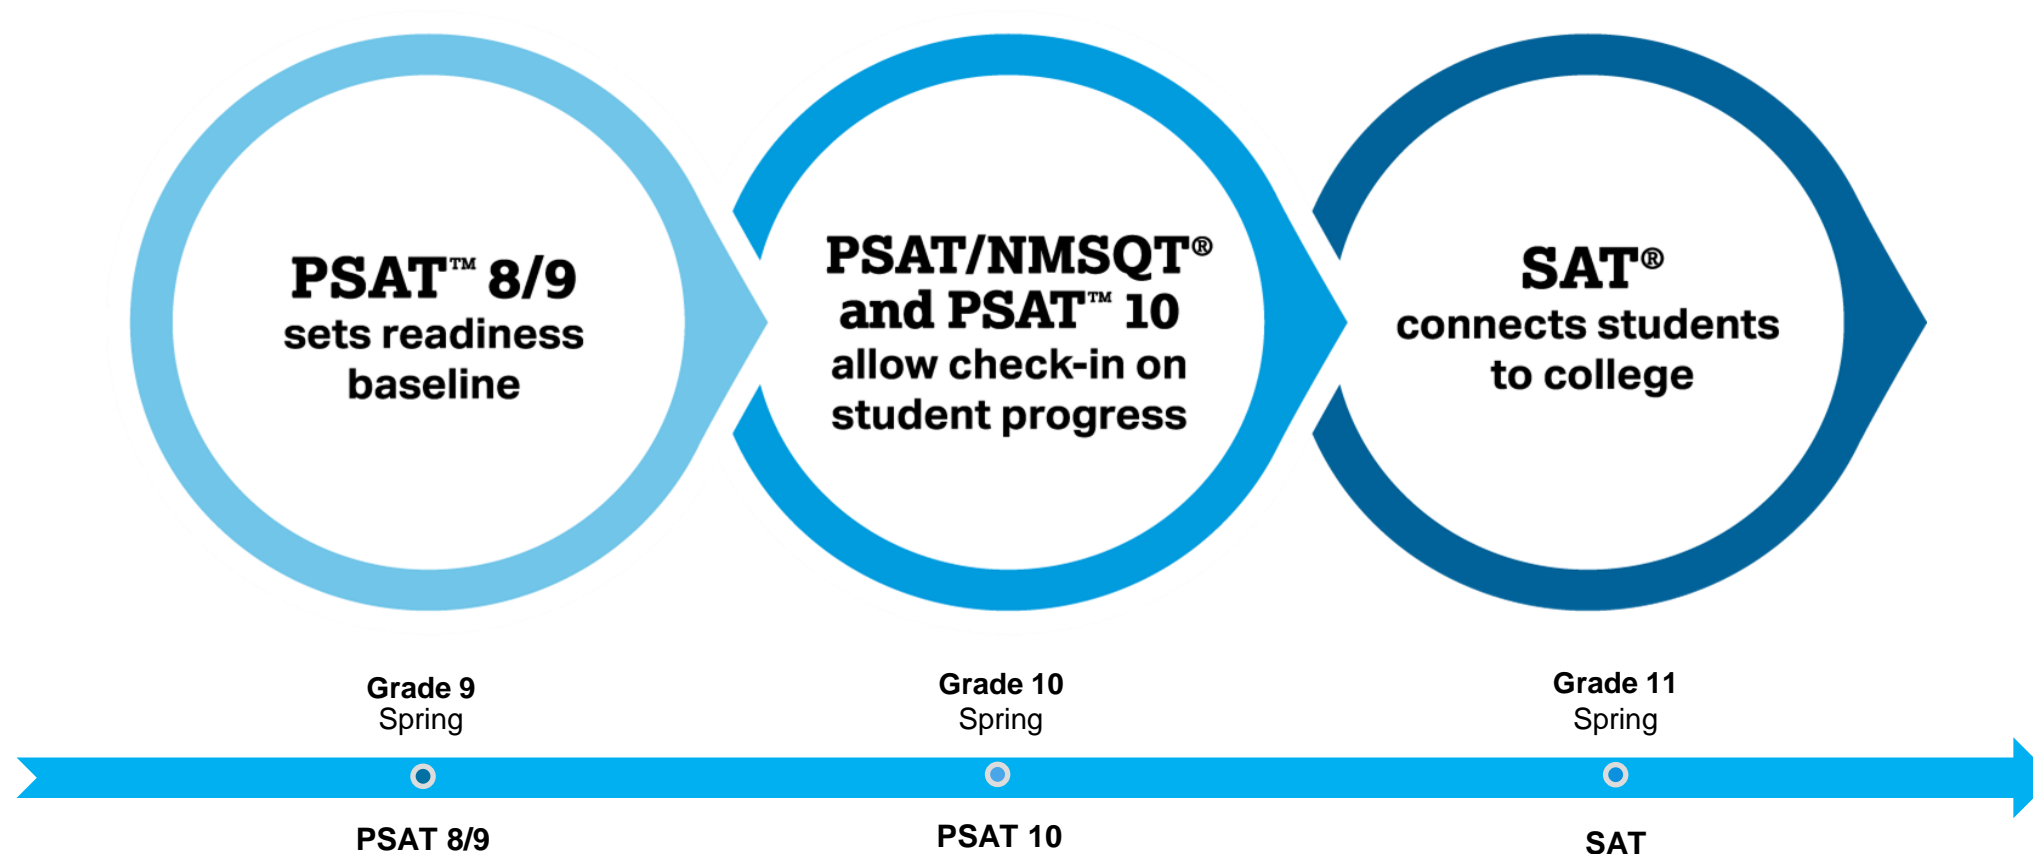 PSAT™ 8/9
sets readiness
baseline
PSAT/NMSQT®
and PSAT™ 10
allow check-in on
student progress
SAT®
connects students
to college
Grade 9
Spring
Grade 10
Spring
Grade 11
Spring
PSAT 8/9
PSAT 10
SAT